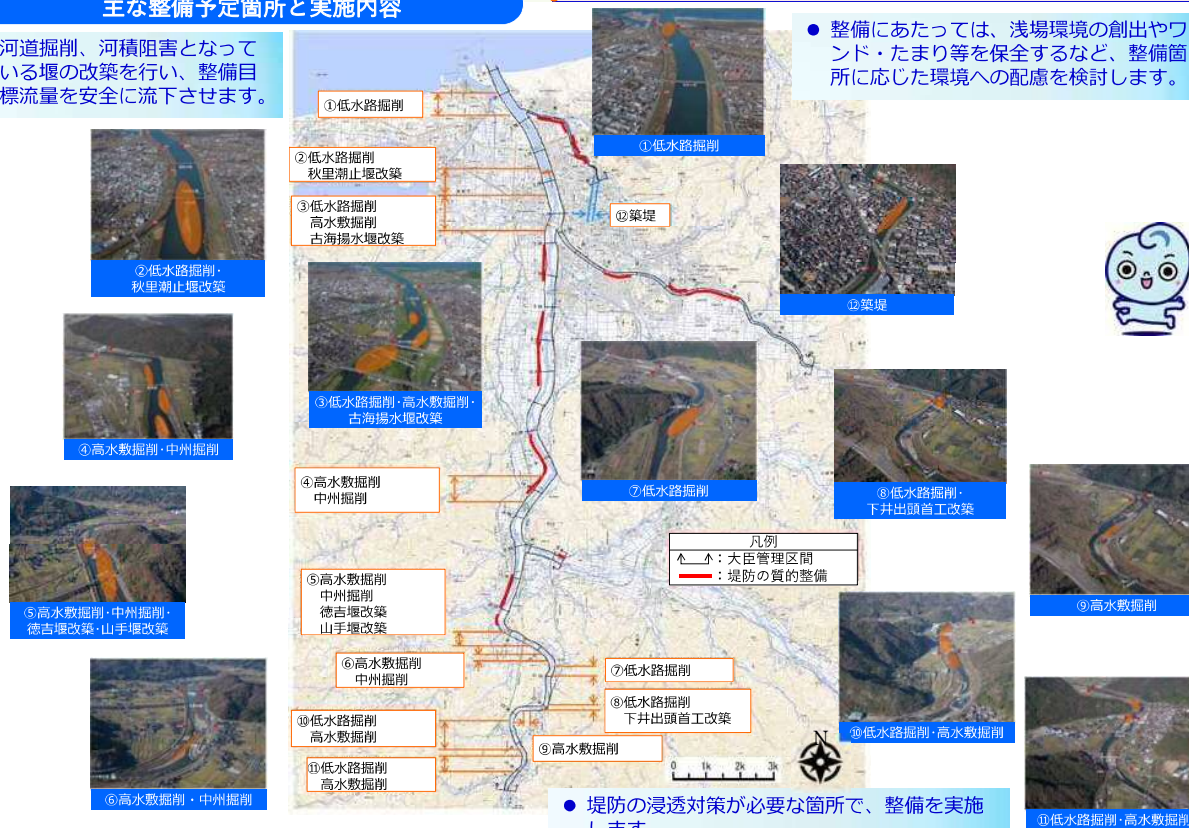 主な整備予定箇所と実施内容
河道掘削、河積阻害となって
いる堰の改築を行い、整備目
標流量を安全に流下させます。
● 整備にあたっては、浅場環境の創出やワ
ンド・たまり等を保全するなど、整備箇
所に応じた環境への配慮を検討します。
①低水路掘削
②低水路掘削
秋里潮止堰改築
③低水路掘削
高水敷掘削
古海揚水堰改築
①低水路掘削
⑫築堤
②低水路掘削・
秋里潮止堰改築
⑫築堤
③低水路掘削・高水敷掘削・
古海揚水堰改築
④高水敷掘削・中州掘削
④高水敷掘削
中州掘削
⑦低水路掘削
⑧低水路掘削・
下井出頭首工改築
凡例
：大臣管理区間
：堤防の質的整備
⑤高水敷掘削・中州掘削・
徳吉堰改築・山手堰改築
⑤高水敷掘削
中州掘削
徳吉堰改築
山手堰改築
⑨高水敷掘削
⑥高水敷掘削
中州掘削
⑦低水路掘削
⑧低水路掘削
下井出頭首工改築
⑩低水路掘削
高水敷掘削
⑨高水敷掘削
⑪低水路掘削
高水敷掘削
N
0 1k 2k 3k
⑩低水路掘削・高水敷掘削
⑥高水敷掘削・中州掘削
● 堤防の浸透対策が必要な箇所で、整備を実施
します
⑪低水路掘削・高水敷掘削